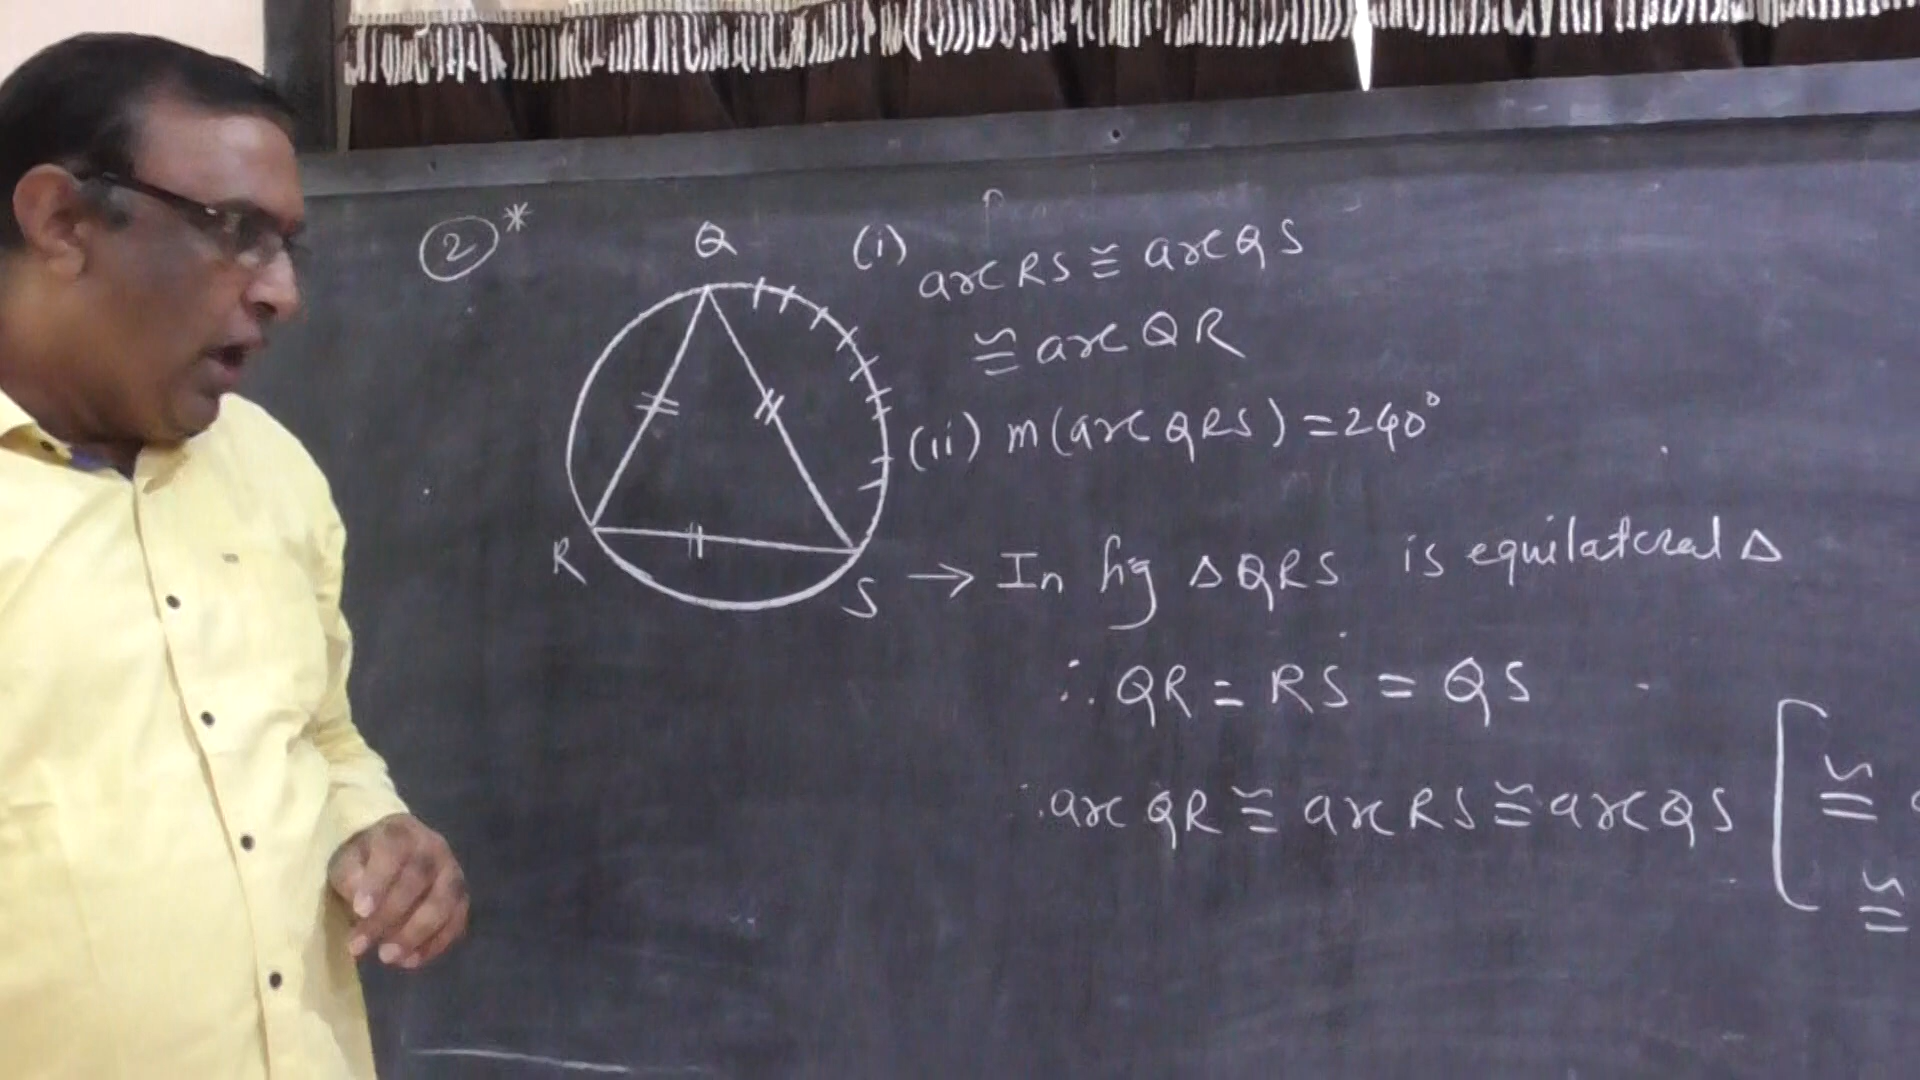 ② *
Q
R
S
(i) arc RS ≅ arc QS
≅ arc QR
(ii) m(arc QRS) = 240°
→ In fig △QRS is equilateral △
∴ QR = RS = QS
∴ arc QR ≅ arc RS ≅ arc QS [ ≅
≅